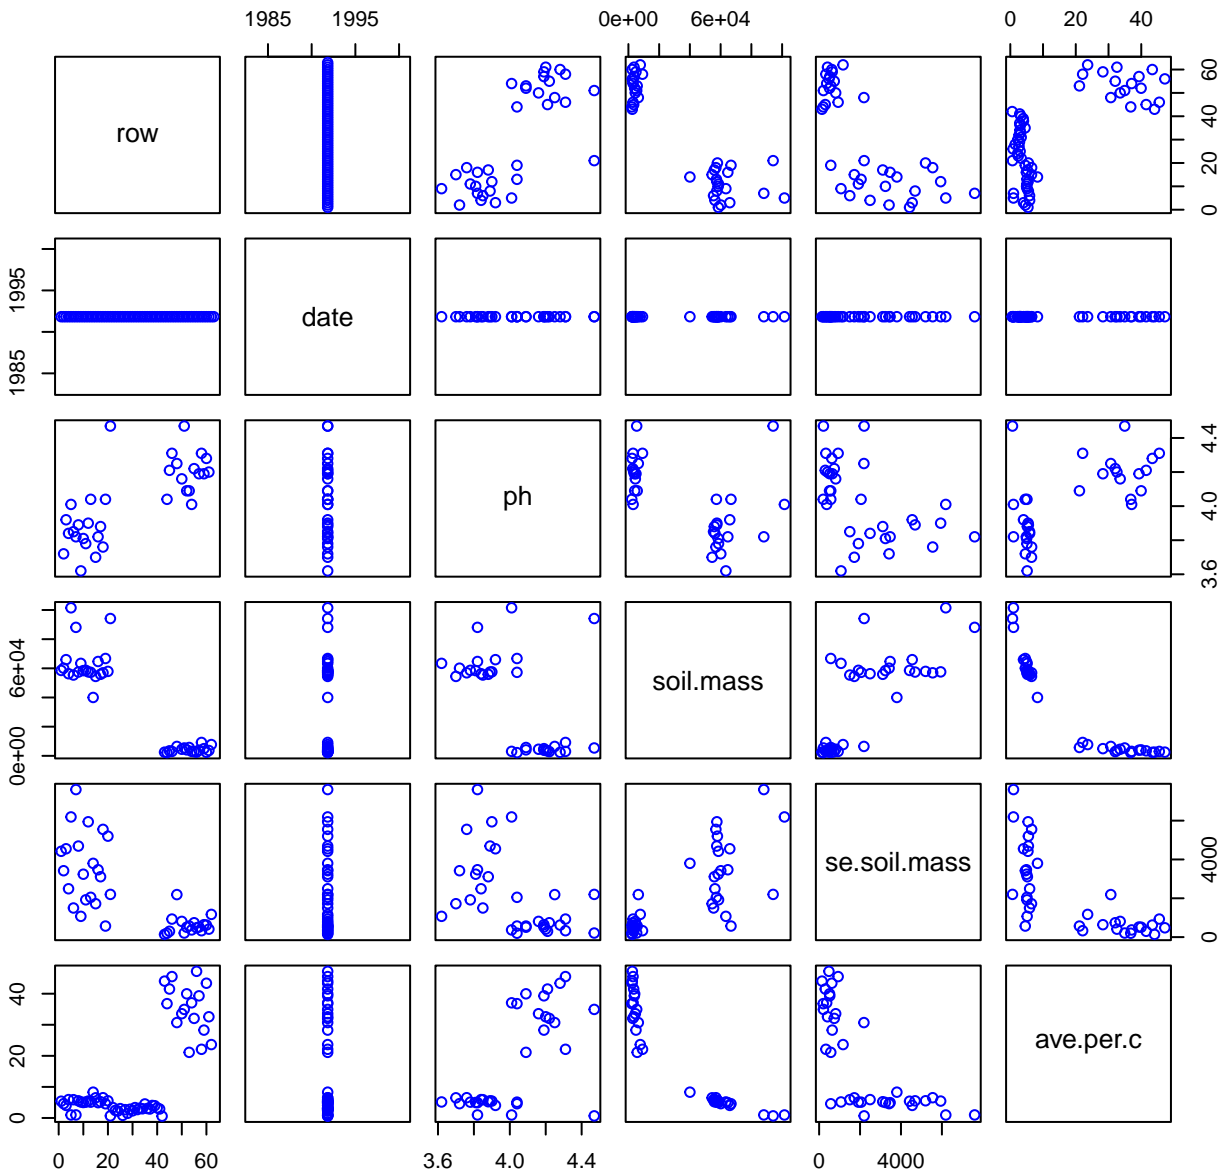 1985 1995 0e+00 6e+04 0 20 40
row 0 20 40 60
1985 1995 date
ph 3.6 4.0 4.4
0e+00 6e+04 soil.mass
se.soil.mass 0 4000
0 20 40 ave.per.c
0 20 40 60 3.6 4.0 4.4 0 4000